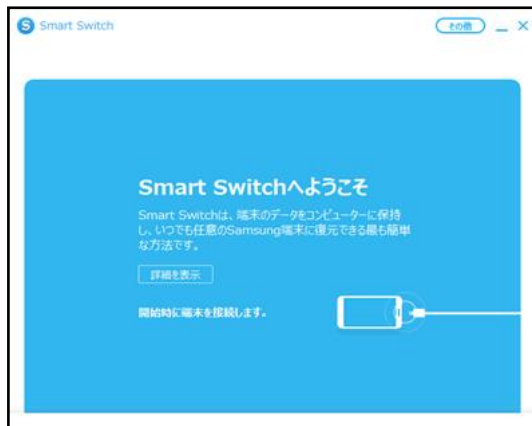 Smart Switch
その他
Smart Switchへようこそ
Smart Switchは、端末のデータをコンピューターに保持
し、いつでも任意のSamsung端末に復元できる最も簡単
な方法です。
詳細を表示
開始時に端末を接続します。